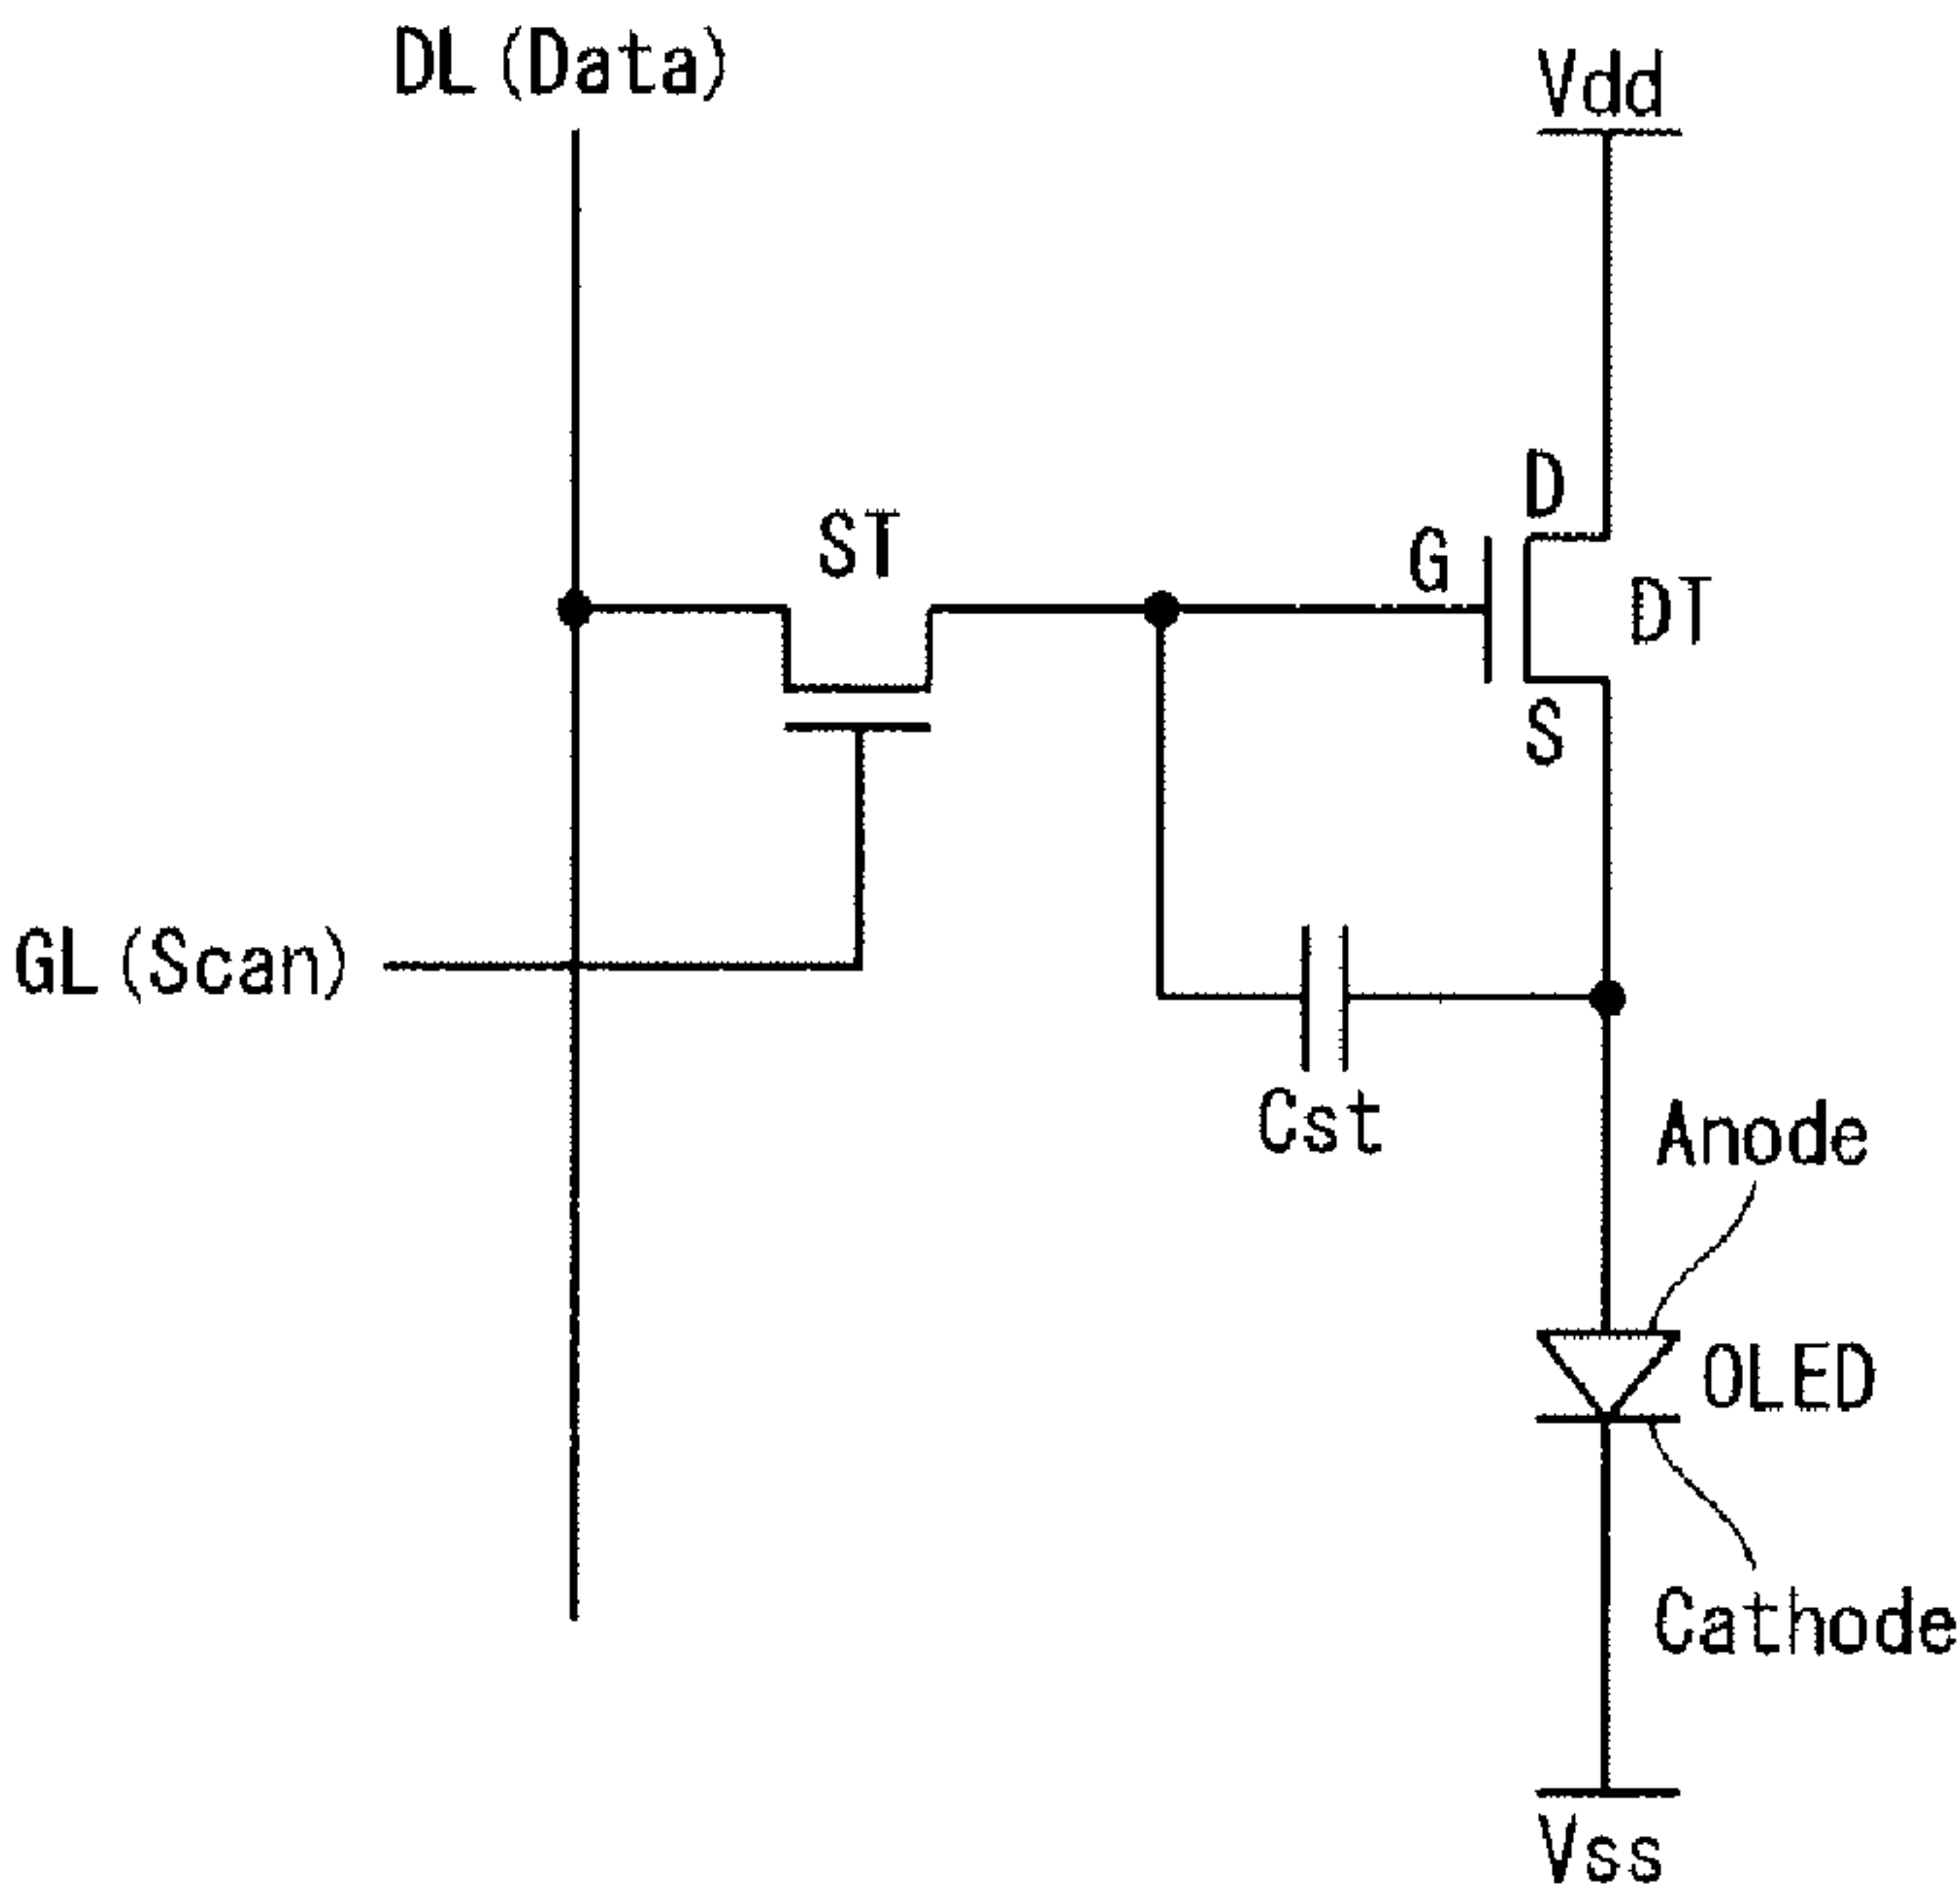 DL(Data)
Vdd
D
ST
G
DT
S
GL(Scan)
Cst
Anode
OLED
Cathode
Vss